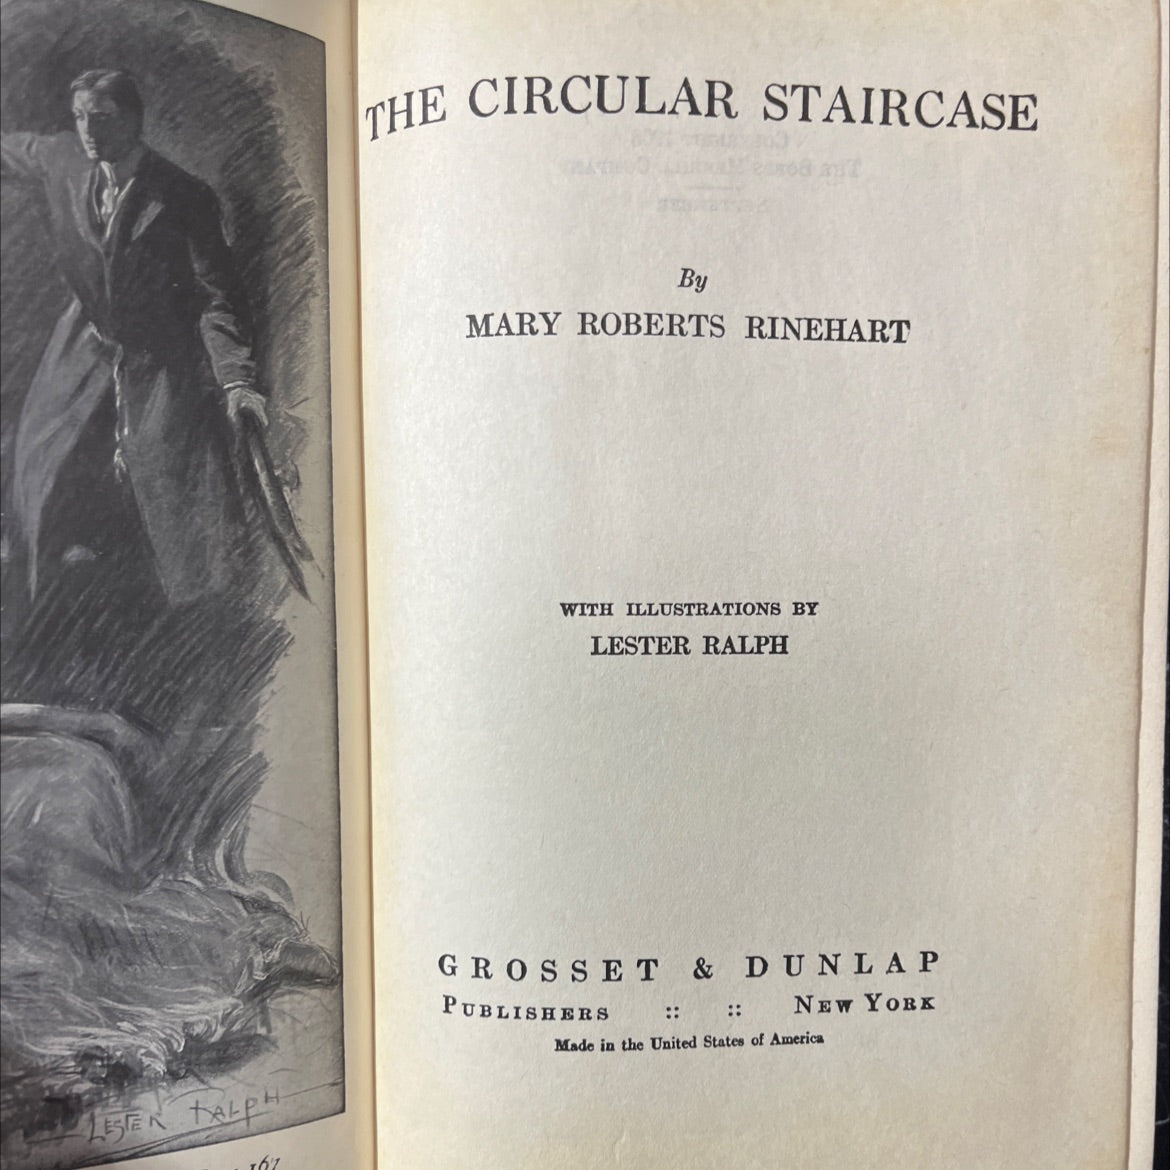 THE CIRCULAR STAIRCASE
By
MARY ROBERTS RINEHART
WITH ILLUSTRATIONS BY
LESTER RALPH
GROSSET & DUNLAP
PUBLISHERS :: :: NEW YORK
Made in the United States of America
LESTER RALPH
167